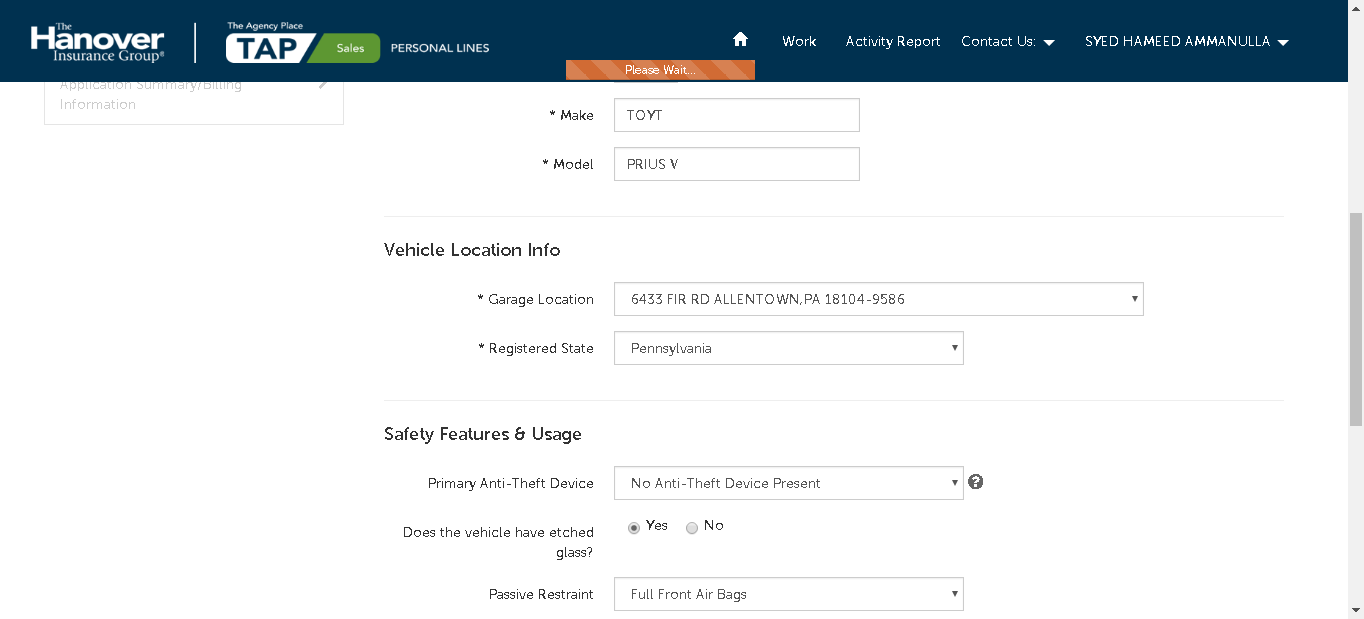 The
Hanover
Insurance Group®
The Agency Place
TAP Sales PERSONAL LINES
Work Activity Report Contact Us: SYED HAMEED AMMANULLA
Please Wait...
Application Summary/Billing
Information
* Make TOYT
* Model PRIUS V
Vehicle Location Info
* Garage Location 6433 FIR RD ALLENTOWN,PA 18104-9586
* Registered State Pennsylvania
Safety Features & Usage
Primary Anti-Theft Device No Anti-Theft Device Present ?
Does the vehicle have etched
glass?
Yes No
Passive Restraint Full Front Air Bags